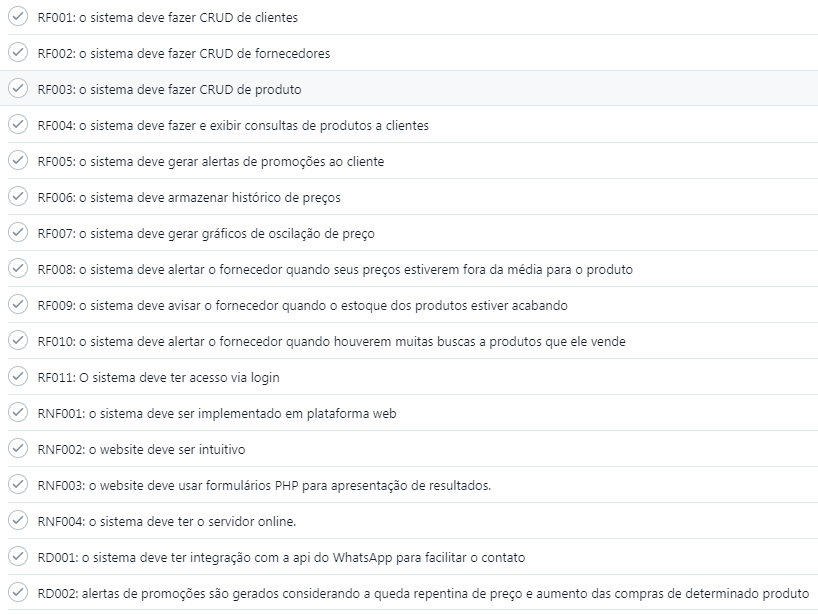 RF001: o sistema deve fazer CRUD de clientes
RF002: o sistema deve fazer CRUD de fornecedores
RF003: o sistema deve fazer CRUD de produto
RF004: o sistema deve fazer e exibir consultas de produtos a clientes
RF005: o sistema deve gerar alertas de promoções ao cliente
RF006: o sistema deve armazenar histórico de preços
RF007: o sistema deve gerar gráficos de oscilação de preço
RF008: o sistema deve alertar o fornecedor quando seus preços estiverem fora da média para o produto
RF009: o sistema deve avisar o fornecedor quando o estoque dos produtos estiver acabando
RF010: o sistema deve alertar o fornecedor quando houverem muitas buscas a produtos que ele vende
RF011: O sistema deve ter acesso via login
RNF001: o sistema deve ser implementado em plataforma web
RNF002: o website deve ser intuitivo
RNF003: o website deve usar formulários PHP para apresentação de resultados.
RNF004: o sistema deve ter o servidor online.
RD001: o sistema deve ter integração com a api do WhatsApp para facilitar o contato
RD002: alertas de promoções são gerados considerando a queda repentina de preço e aumento das compras de determinado produto